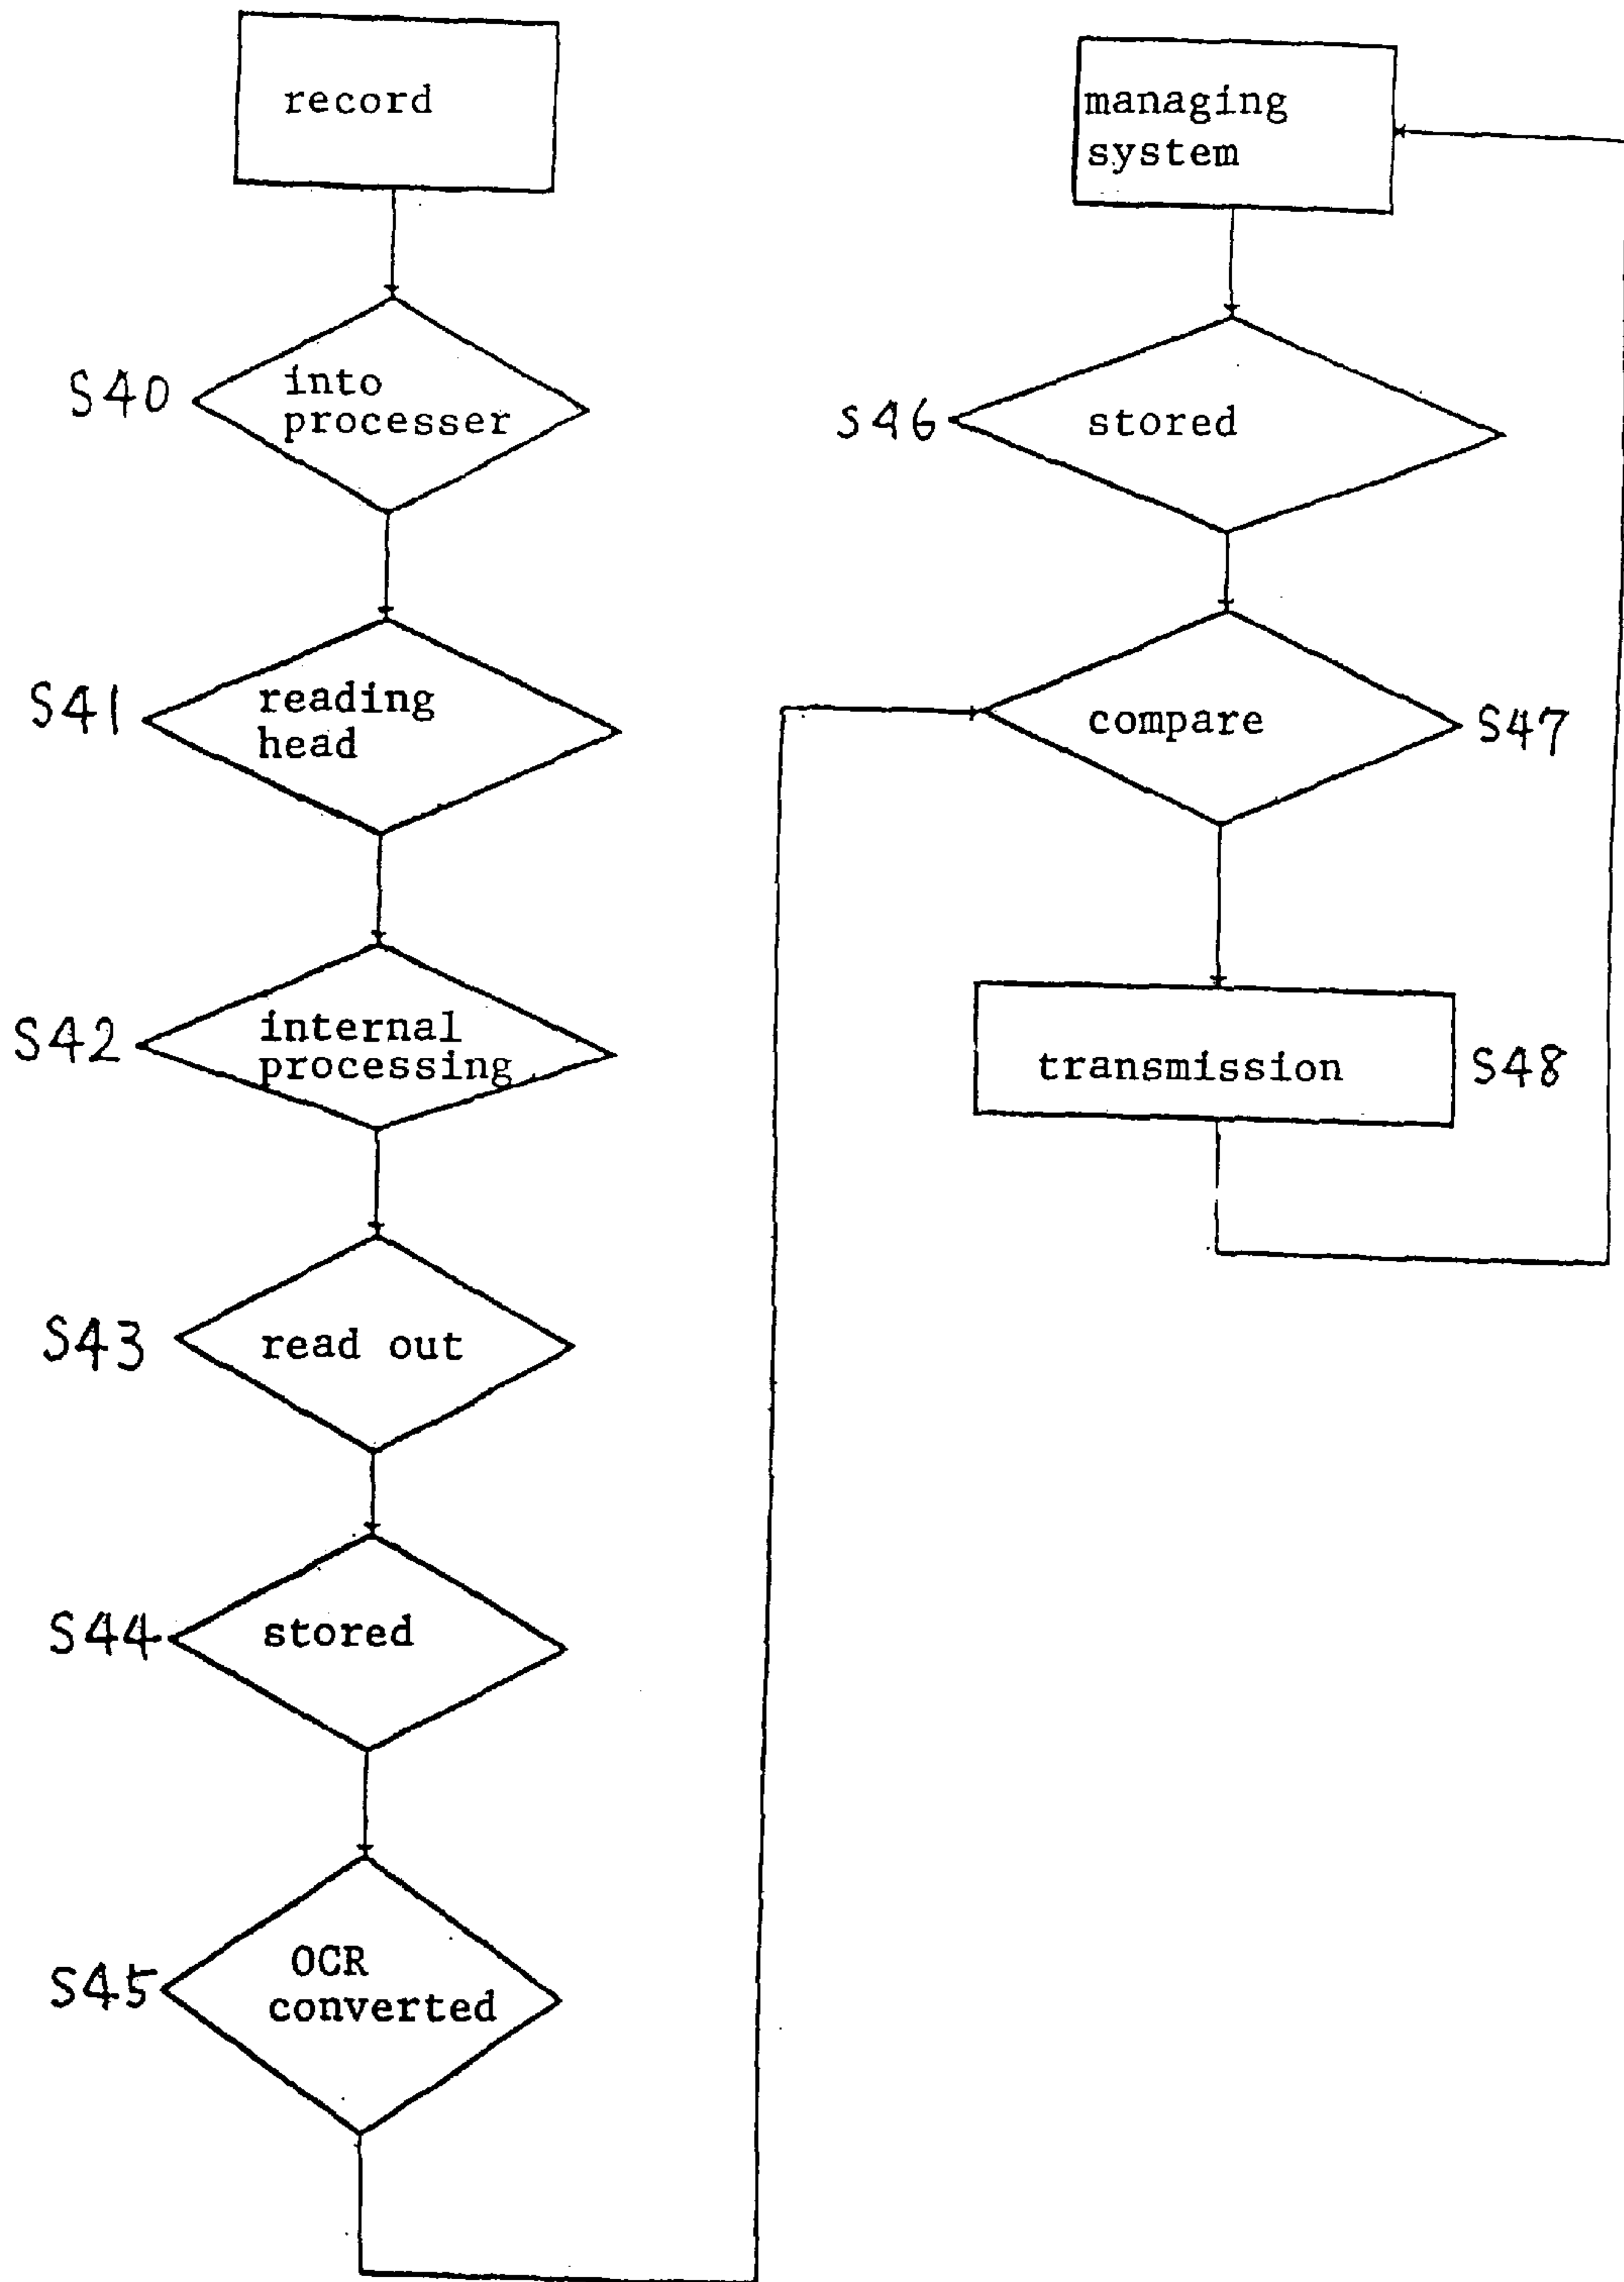 record
S40
into
processer
S41
reading
head
S42
internal
processing
S43
read out
S44
stored
S45
OCR
converted
managing
system
S46
stored
compare
S47
transmission
S48